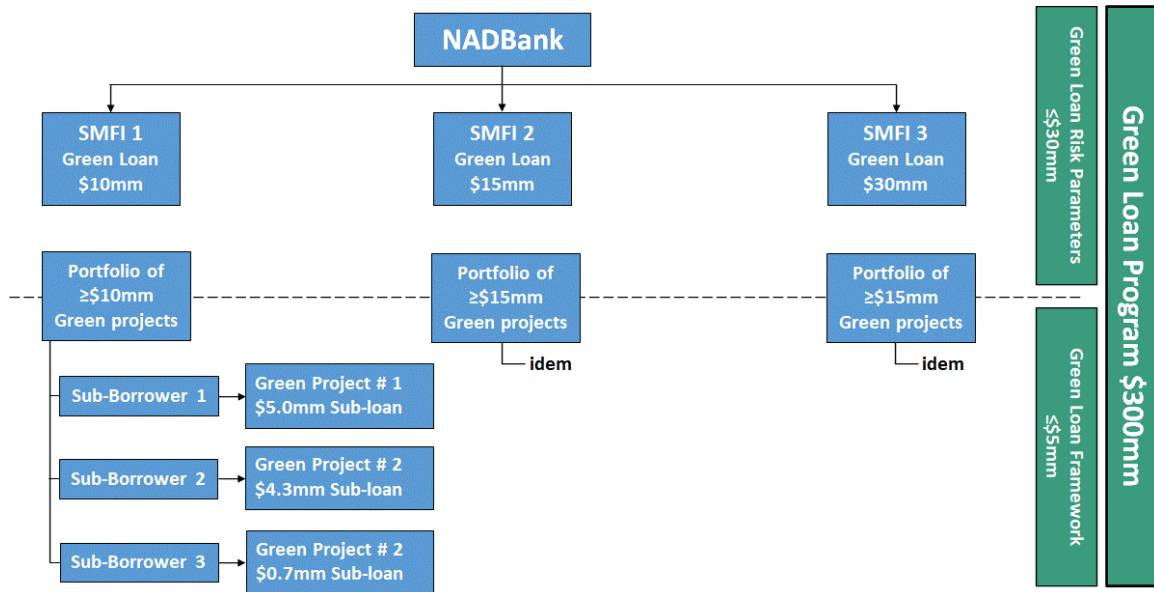 NADBank
SMFI 1
Green Loan
$10mm
SMFI 2
Green Loan
$15mm
SMFI 3
Green Loan
$30mm
Portfolio of
≥$10mm
Green projects
Portfolio of
≥$15mm
Green projects
Portfolio of
≥$15mm
Green projects
idem
idem
Sub-Borrower 1
Green Project # 1
$5.0mm Sub-loan
Sub-Borrower 2
Green Project # 2
$4.3mm Sub-loan
Sub-Borrower 3
Green Project # 2
$0.7mm Sub-loan
Green Loan Risk Parameters
≤$30mm
Green Loan Framework
≤$5mm
Green Loan Program $300mm